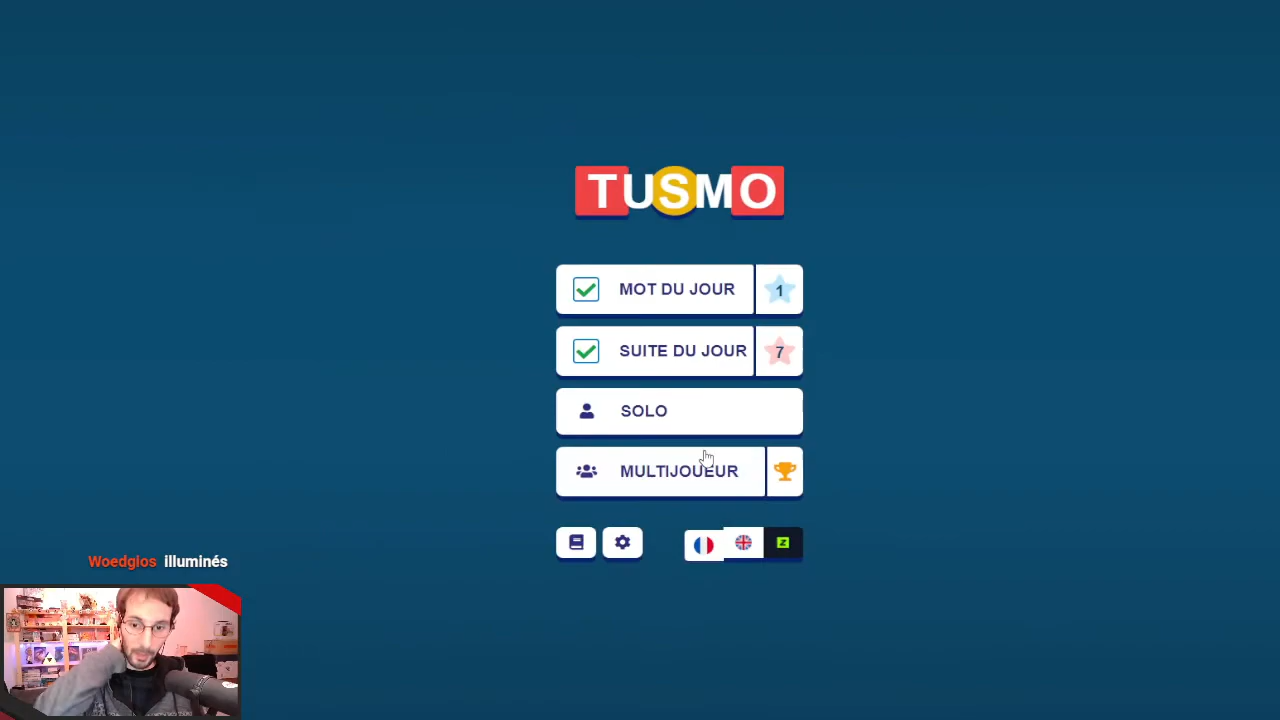 TUSMO
MOT DU JOUR 1
SUITE DU JOUR 7
SOLO
MULTIJOUEUR
Z
Woedgios illuminés